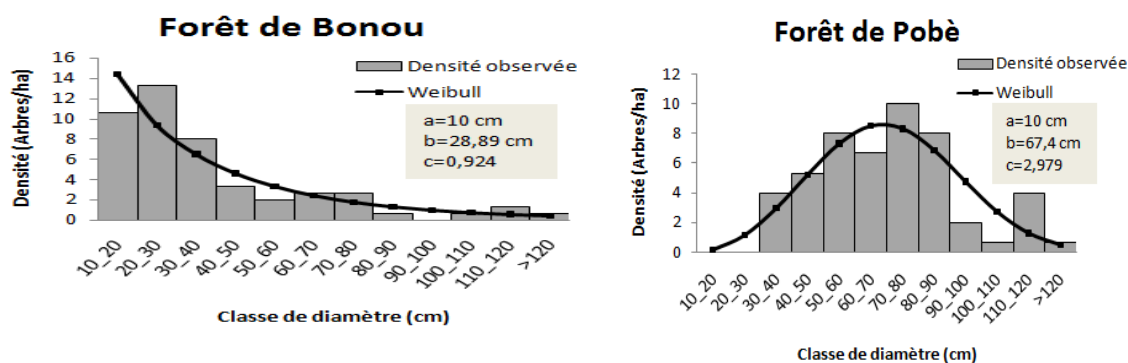 Forêt de Bonou
Densité (Arbres/ha)
16
14
12
10
8
6
4
2
0
Densité observée
Weibull
a=10 cm
b=28,89 cm
c=0,924
10_20
20_30
30_40
40_50
50_60
60_70
70_80
80_90
90_100
100_110
110_120
>120
Classe de diamètre (cm)
Forêt de Pobè
Densité (Arbres/ha)
12
10
8
6
4
2
0
Densité observée
Weibull
a=10 cm
b=67,4 cm
c=2,979
10_20
20_30
30_40
40_50
50_60
60_70
70_80
80_90
90_100
100_110
110_120
>120
Classe de diamètre (cm)